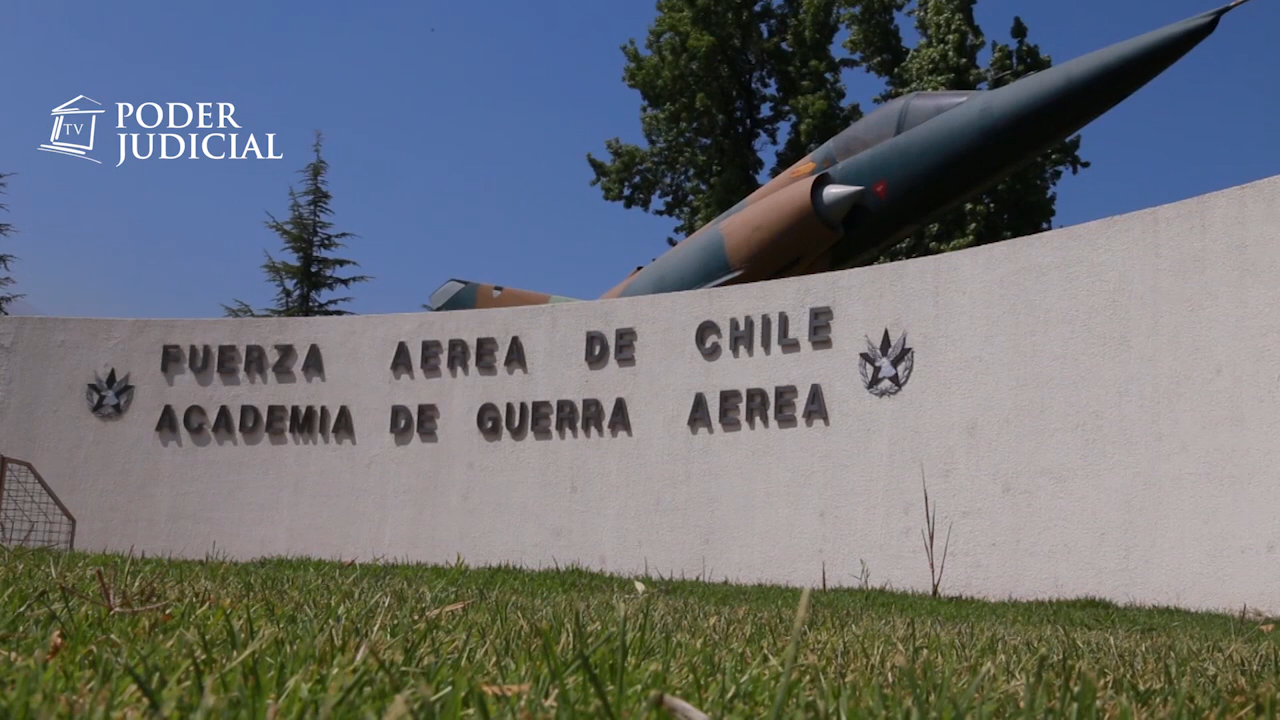 TV
PODER
JUDICIAL
FUERZA AEREA DE CHILE
ACADEMIA DE GUERRA AEREA